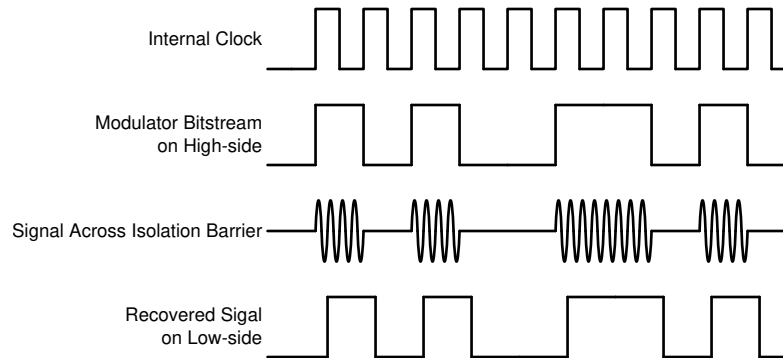 Internal Clock
Modulator Bitstream
on High-side
Signal Across Isolation Barrier
Recovered Sigal
on Low-side